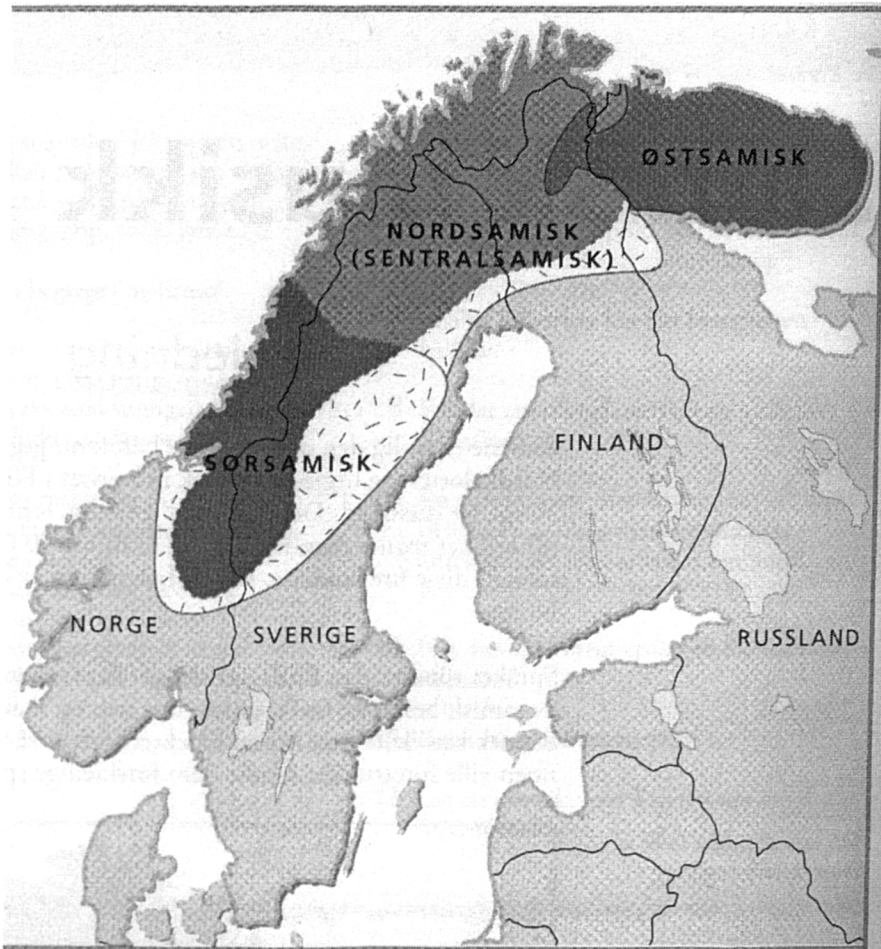 ØSTSAMISK
NORDSAMISK
(SENTRALSAMISK)
SØRSAMISK
FINLAND
NORGE
SVERIGE
RUSSLAND